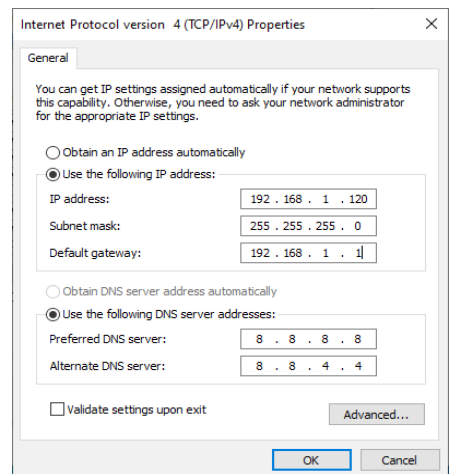 Internet Protocol version 4 (TCP/IPv4) Properties
General
You can get IP settings assigned automatically if your network supports
this capability. Otherwise, you need to ask your network administrator
for the appropriate IP settings.
Obtain an IP address automatically
Use the following IP address:
IP address: 192 . 168 . 1 . 120
Subnet mask: 255 . 255 . 255 . 0
Default gateway: 192 . 168 . 1 . 1
Obtain DNS server address automatically
Use the following DNS server addresses:
Preferred DNS server: 8 . 8 . 8 . 8
Alternate DNS server: 8 . 8 . 4 . 4
Validate settings upon exit
Advanced...
OK Cancel